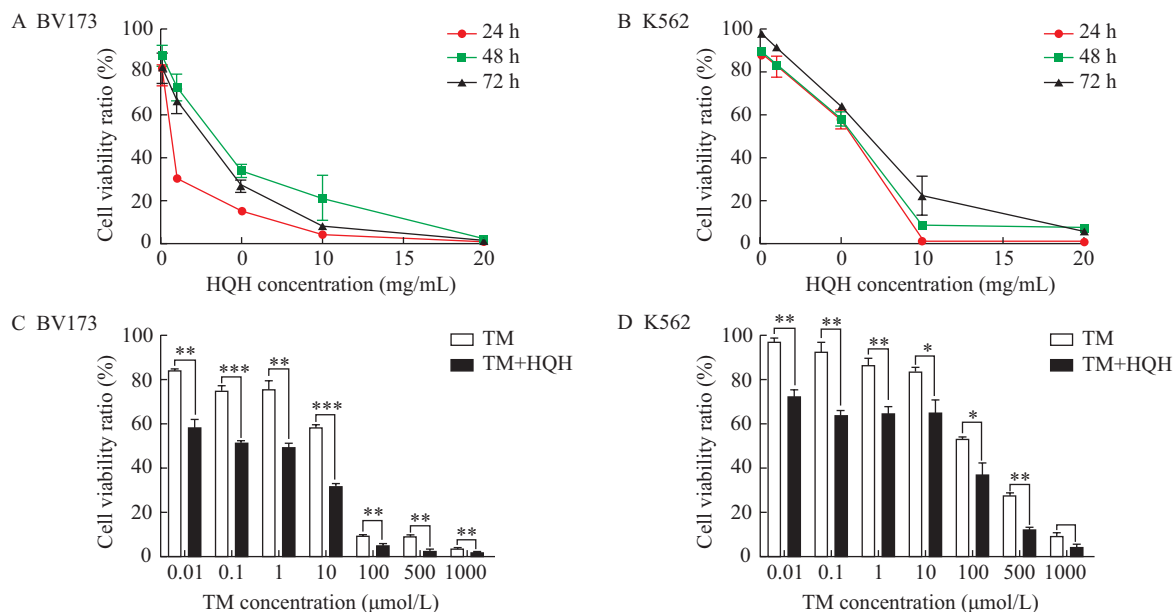 A BV173
Cell viability ratio (%)
100
80
60
40
20
0
0 0 10 15 20
HQH concentration (mg/mL)
24 h
48 h
72 h
B K562
Cell viability ratio (%)
100
80
60
40
20
0
0 0 10 15 20
HQH concentration (mg/mL)
24 h
48 h
72 h
C BV173
Cell viability ratio (%)
100
80
60
40
20
0
** *** ** *** ** ** **
0.01 0.1 1 10 100 500 1000
TM concentration (μmol/L)
TM
TM+HQH
D K562
Cell viability ratio (%)
100
80
60
40
20
0
** ** ** * * **
0.01 0.1 1 10 100 500 1000
TM concentration (μmol/L)
TM
TM+HQH